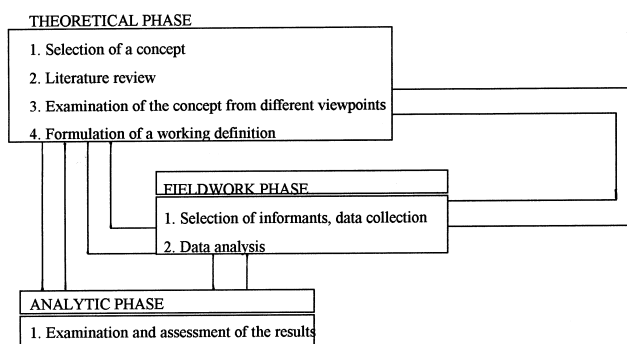 THEORETICAL PHASE
1. Selection of a concept
2. Literature review
3. Examination of the concept from different viewpoints
4. Formulation of a working definition
FIELDWORK PHASE
1. Selection of informants, data collection
2. Data analysis
ANALYTIC PHASE
1. Examination and assessment of the results